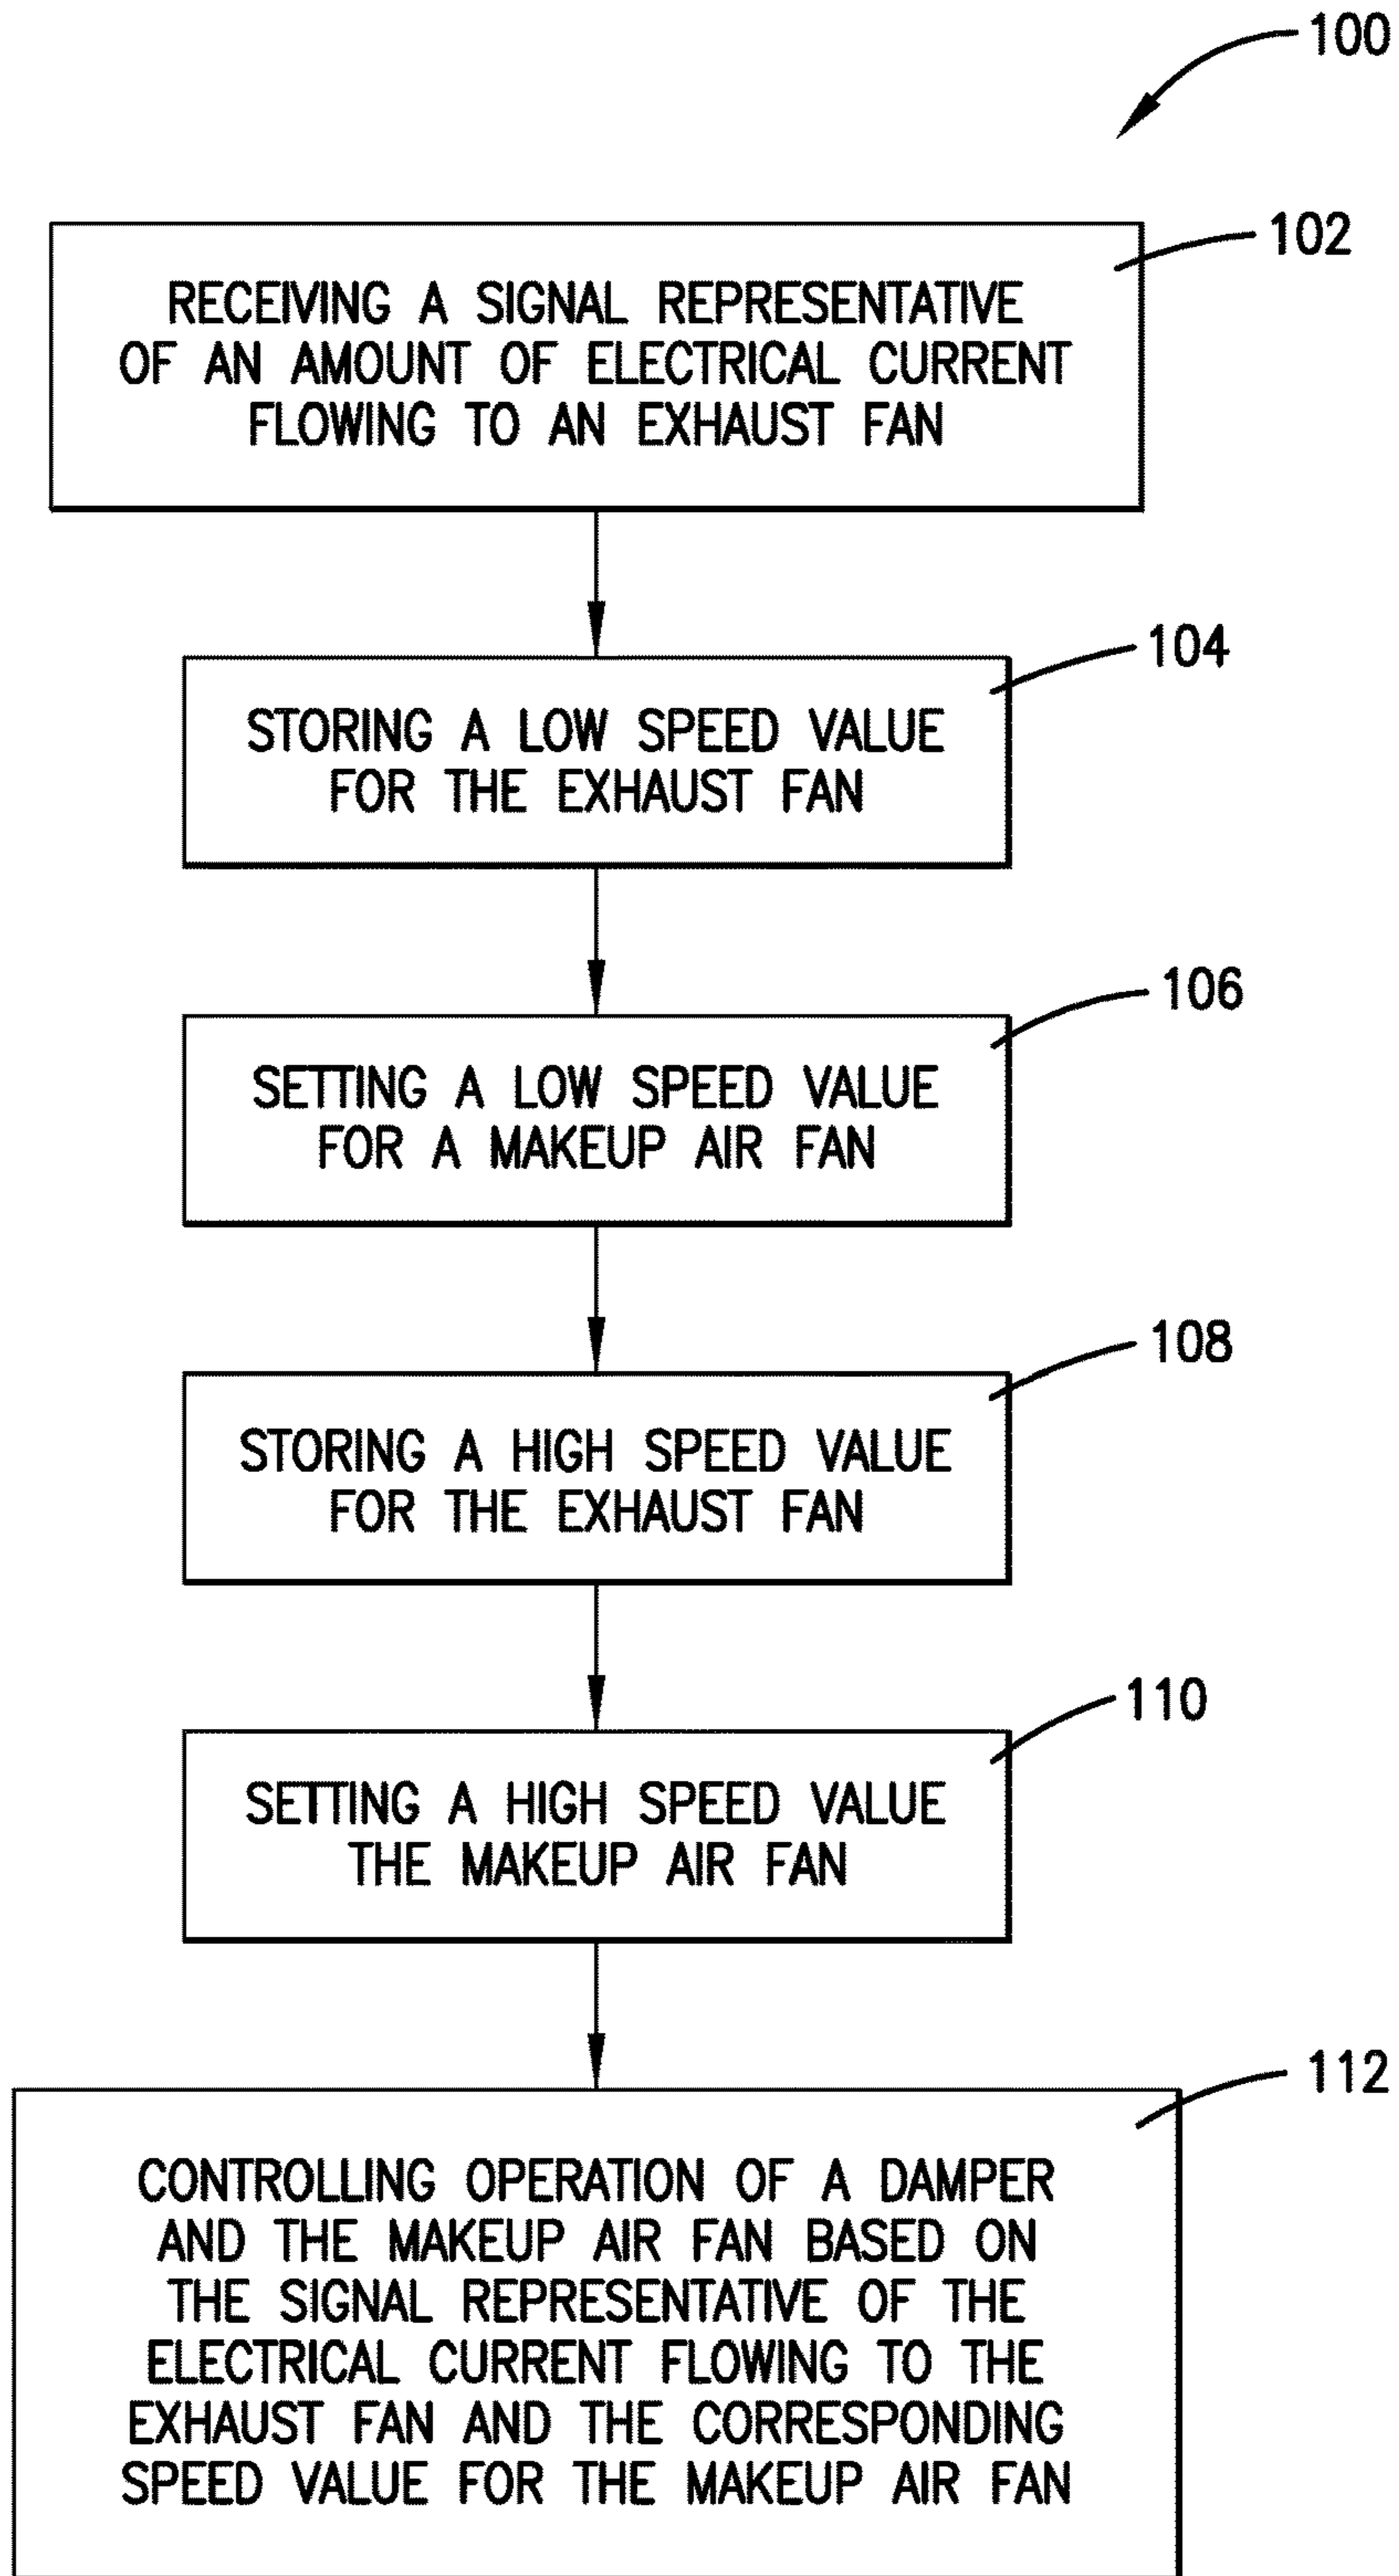 100
102
RECEIVING A SIGNAL REPRESENTATIVE
OF AN AMOUNT OF ELECTRICAL CURRENT
FLOWING TO AN EXHAUST FAN
104
STORING A LOW SPEED VALUE
FOR THE EXHAUST FAN
106
SETTING A LOW SPEED VALUE
FOR A MAKEUP AIR FAN
108
STORING A HIGH SPEED VALUE
FOR THE EXHAUST FAN
110
SETTING A HIGH SPEED VALUE
THE MAKEUP AIR FAN
112
CONTROLLING OPERATION OF A DAMPER
AND THE MAKEUP AIR FAN BASED ON
THE SIGNAL REPRESENTATIVE OF THE
ELECTRICAL CURRENT FLOWING TO THE
EXHAUST FAN AND THE CORRESPONDING
SPEED VALUE FOR THE MAKEUP AIR FAN